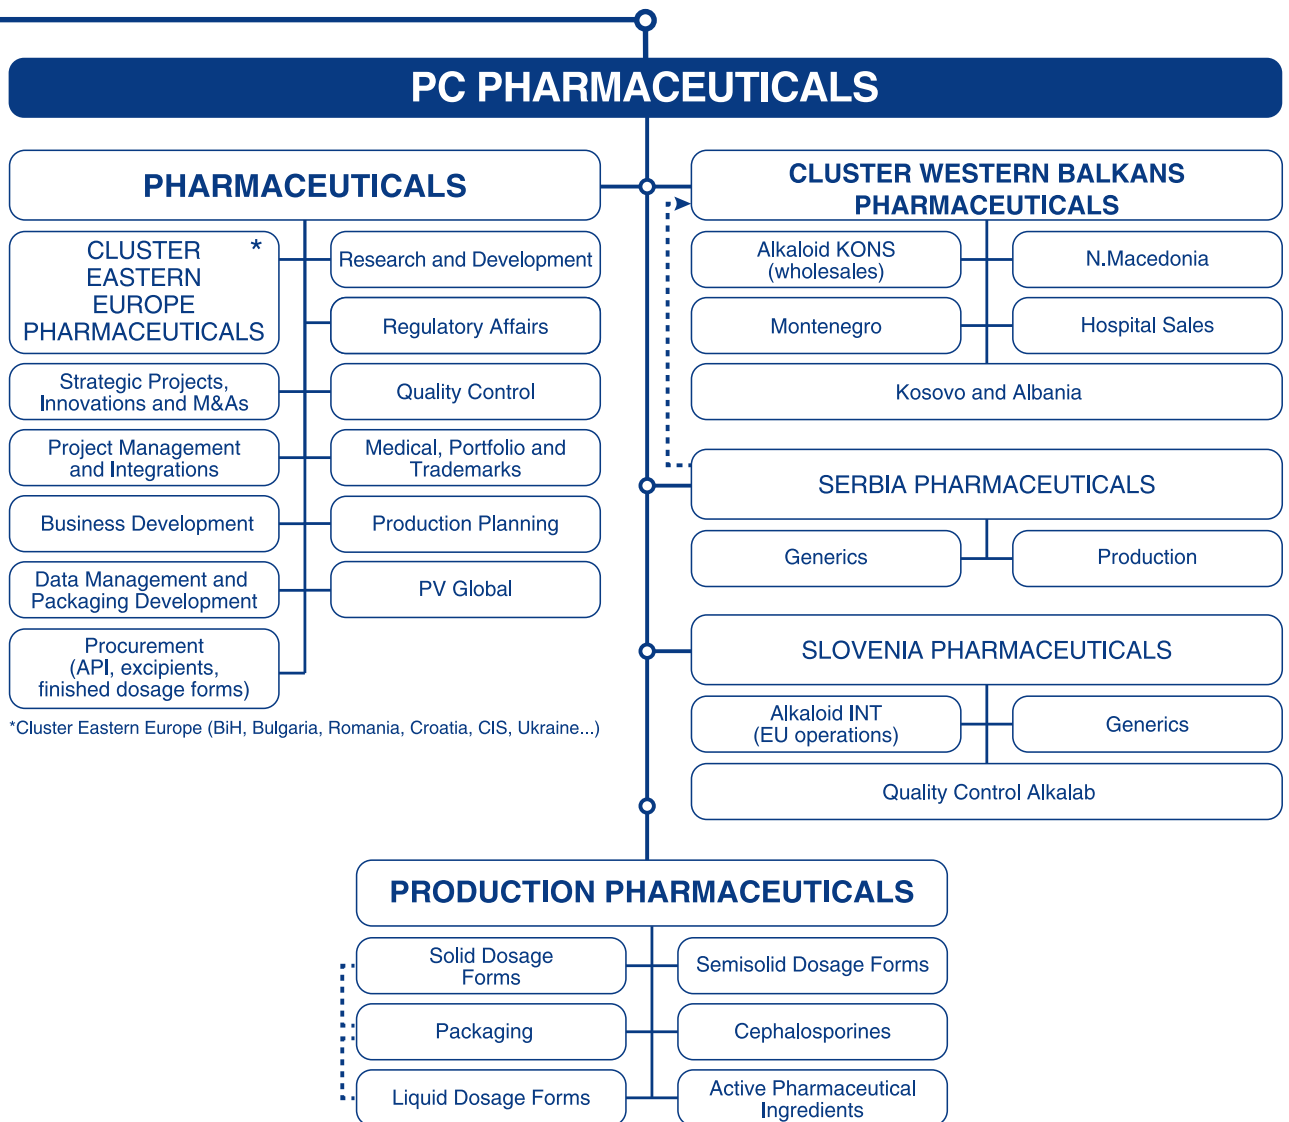 PC PHARMACEUTICALS
PHARMACEUTICALS
CLUSTER *
EASTERN
EUROPE
PHARMACEUTICALS
Research and Development
Regulatory Affairs
Strategic Projects,
Innovations and M&As
Quality Control
Project Management
and Integrations
Medical, Portfolio and
Trademarks
Business Development
Production Planning
Data Management and
Packaging Development
PV Global
Procurement
(API, excipients,
finished dosage forms)
*Cluster Eastern Europe (BiH, Bulgaria, Romania, Croatia, CIS, Ukraine...)
CLUSTER WESTERN BALKANS
PHARMACEUTICALS
Alkaloid KONS
(wholesales)
N.Macedonia
Montenegro
Hospital Sales
Kosovo and Albania
SERBIA PHARMACEUTICALS
Generics
Production
SLOVENIA PHARMACEUTICALS
Alkaloid INT
(EU operations)
Generics
Quality Control Alkalab
PRODUCTION PHARMACEUTICALS
Solid Dosage
Forms
Semisolid Dosage Forms
Packaging
Cephalosporines
Liquid Dosage Forms
Active Pharmaceutical
Ingredients